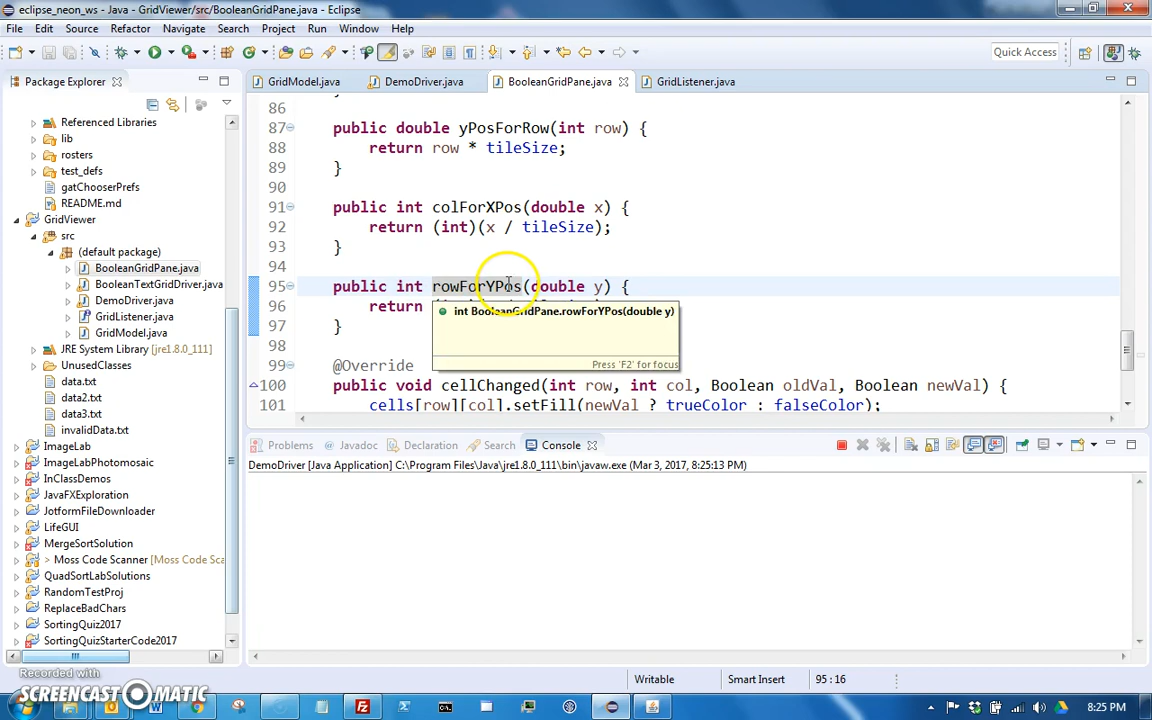 eclipse_neon_ws - Java - GridViewer/src/BooleanGridPane.java - Eclipse
File Edit Source Refactor Navigate Search Project Run Window Help
Quick Access
Package Explorer
GridModel.java DemoDriver.java BooleanGridPane.java GridListener.java
Referenced Libraries
lib
rosters
test_defs
gatChooserPrefs
README.md
GridViewer
src
(default package)
BooleanGridPane.java
BooleanTextGridDriver.java
DemoDriver.java
GridListener.java
GridModel.java
JRE System Library [jre1.8.0_111]
UnusedClasses
data.txt
data2.txt
data3.txt
invalidData.txt
ImageLab
ImageLabPhotomosaic
InClassDemos
JavaFXExploration
JotformFileDownloader
LifeGUI
MergeSortSolution
> Moss Code Scanner [Moss Code Sca
QuadSortLabSolutions
RandomTestProj
ReplaceBadChars
SortingQuiz2017
SortingQuizStarterCode2017
86
87 public double yPosForRow(int row) {
88 return row * tileSize;
89 }
90
91 public int colForXPos(double x) {
92 return (int)(x / tileSize);
93 }
94
95 public int rowForYPos(double y) {
96 return
97 }
98
99 @Override
100 public void cellChanged(int row, int col, Boolean oldVal, Boolean newVal) {
101 cells[row][col].setFill(newVal ? trueColor : falseColor);
int BooleanGridPane.rowForYPos(double y)
Press 'F2' for focus
Problems Javadoc Declaration Search Console
DemoDriver [Java Application] C:\Program Files\Java\jre1.8.0_111\bin\javaw.exe (Mar 3, 2017, 8:25:13 PM)
Writable Smart Insert 95 : 16
Recorded with
SCREENCAST-O-MATIC
8:25 PM